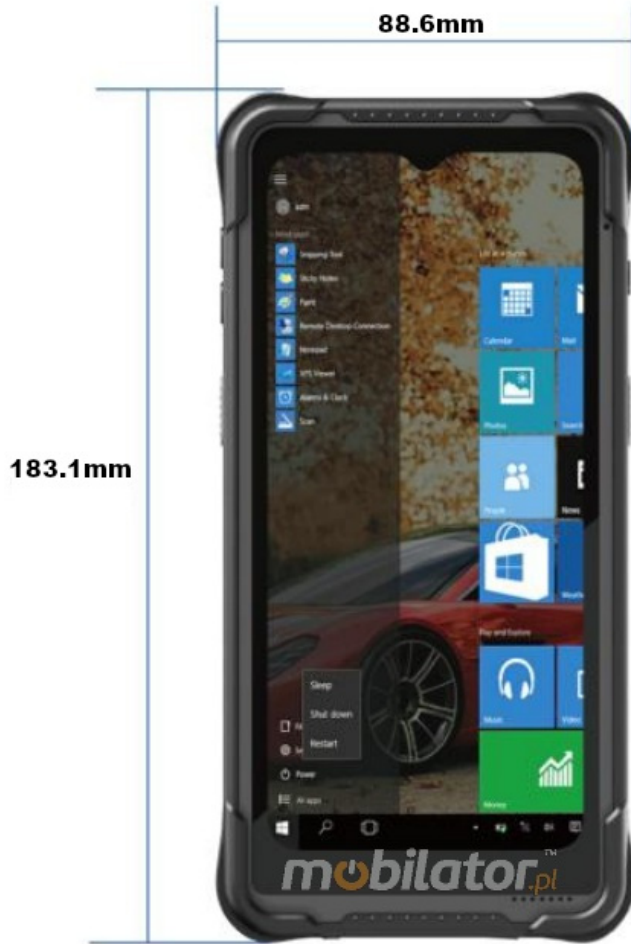 88.6mm
183.1mm
Snipping Tool
Sticky Notes
Paint
Remote Desktop Connection
Notepad
XPS Viewer
Alarms & Clock
Scan
Calendar
Mail
Photos
People
News
Play and Explore
Music
Video
Money
Sleep
Shut down
Restart
Power
All apps
mobilator.pl
TM